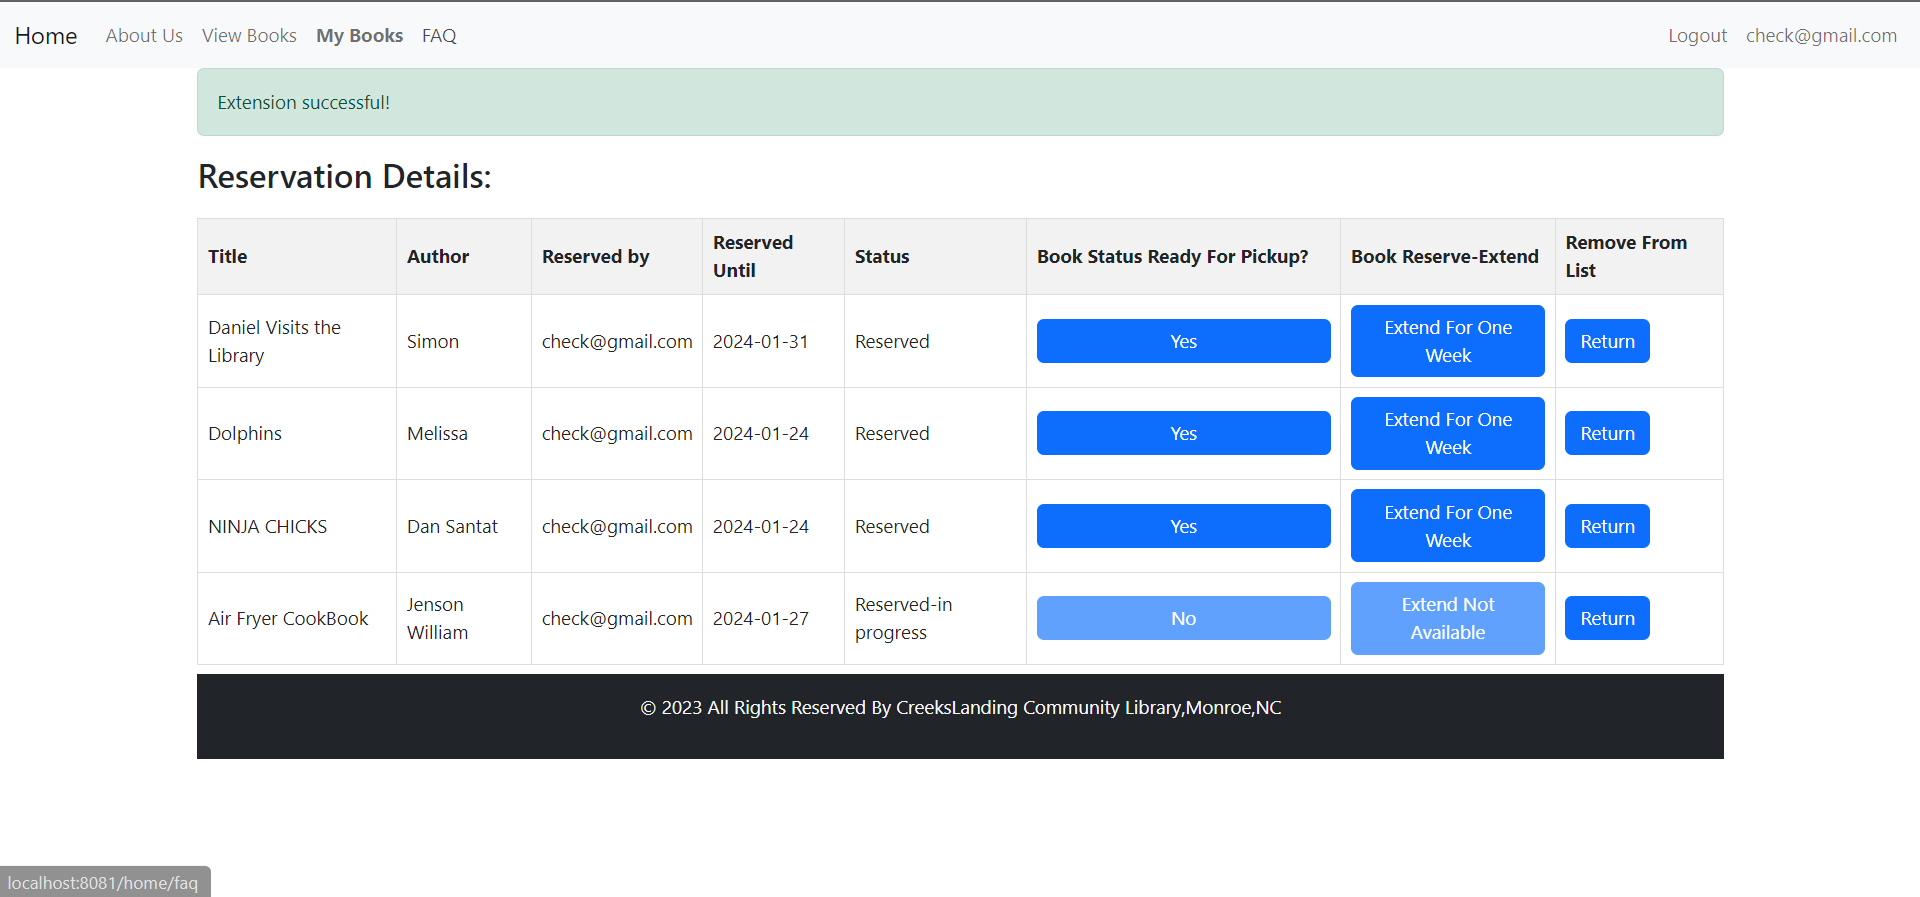 Home About Us View Books My Books FAQ Logout check@gmail.com
Extension successful!
Reservation Details:
Title Author Reserved by Reserved Until Status Book Status Ready For Pickup? Book Reserve-Extend Remove From List
Daniel Visits the Library Simon check@gmail.com 2024-01-31 Reserved Yes Extend For One Week Return
Dolphins Melissa check@gmail.com 2024-01-24 Reserved Yes Extend For One Week Return
NINJA CHICKS Dan Santat check@gmail.com 2024-01-24 Reserved Yes Extend For One Week Return
Air Fryer CookBook Jenson William check@gmail.com 2024-01-27 Reserved-in progress No Extend Not Available Return
© 2023 All Rights Reserved By CreeksLanding Community Library,Monroe,NC
localhost:8081/home/faq